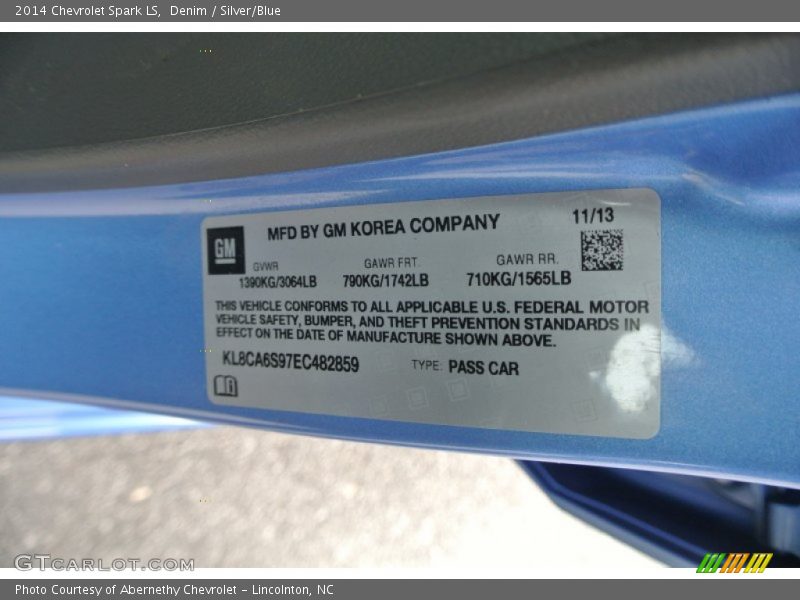 2014 Chevrolet Spark LS, Denim / Silver/Blue
GM
MFD BY GM KOREA COMPANY
11/13
GVWR
GAWR FRT.
GAWR RR.
1390KG/3064LB
790KG/1742LB
710KG/1565LB
THIS VEHICLE CONFORMS TO ALL APPLICABLE U.S. FEDERAL MOTOR
VEHICLE SAFETY, BUMPER, AND THEFT PREVENTION STANDARDS IN
EFFECT ON THE DATE OF MANUFACTURE SHOWN ABOVE.
KL8CA6S97EC482859
TYPE: PASS CAR
GTCARLOT.COM
Photo Courtesy of Abernethy Chevrolet - Lincolnton, NC